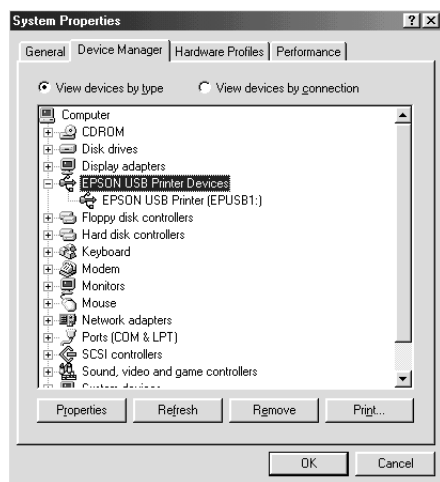 System Properties
General Device Manager Hardware Profiles Performance
View devices by type View devices by connection
Computer
CDROM
Disk drives
Display adapters
EPSON USB Printer Devices
EPSON USB Printer (EPUSB1:)
Floppy disk controllers
Hard disk controllers
Keyboard
Modem
Monitors
Mouse
Network adapters
Ports (COM & LPT)
SCSI controllers
Sound, video and game controllers
System devices
Properties Refresh Remove Print...
OK Cancel